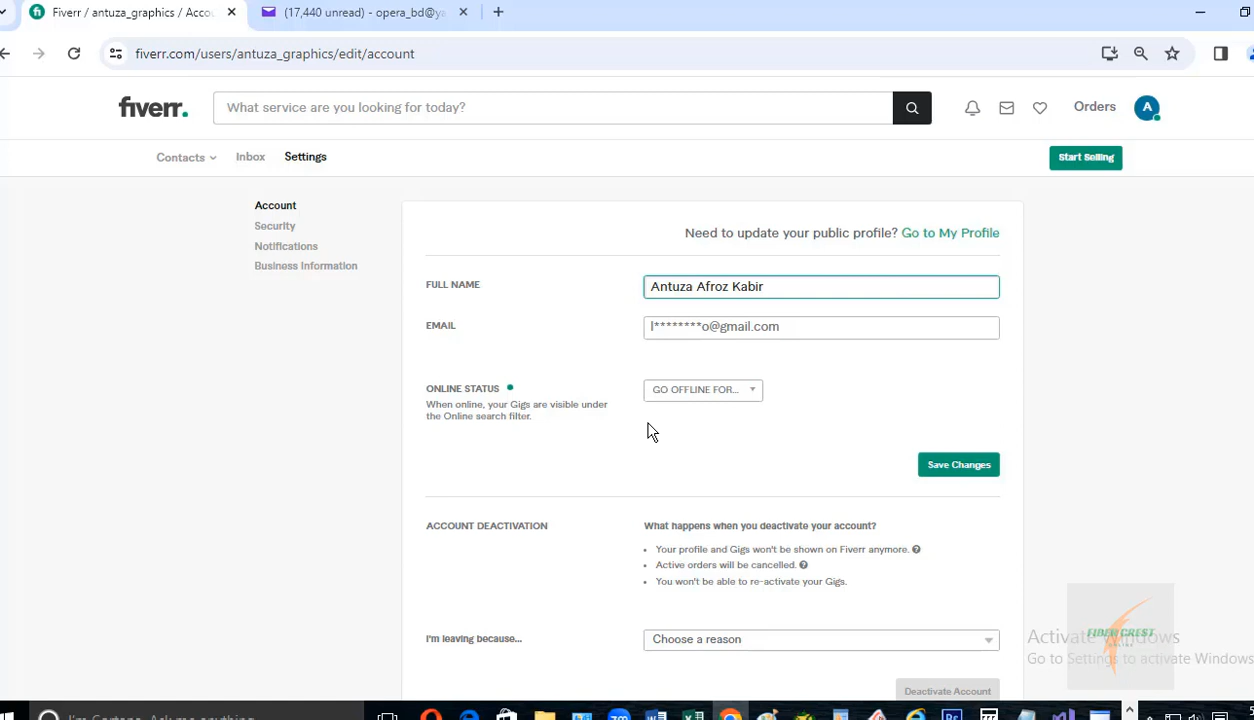 Fiverr / antuza_graphics / Acco
(17,440 unread) - opera_bd@ya
fiverr.com/users/antuza_graphics/edit/account
fiverr.
What service are you looking for today?
Orders
A
Contacts
Inbox
Settings
Start Selling
Account
Security
Notifications
Business Information
Need to update your public profile? Go to My Profile
FULL NAME
Antuza Afroz Kabir
EMAIL
l********o@gmail.com
ONLINE STATUS
GO OFFLINE FOR...
When online, your Gigs are visible under
the Online search filter.
Save Changes
ACCOUNT DEACTIVATION
What happens when you deactivate your account?
• Your profile and Gigs won't be shown on Fiverr anymore.
• Active orders will be cancelled.
• You won't be able to re-activate your Gigs.
I'm leaving because...
Choose a reason
Deactivate Account
FIBER CREST
Activate Windows
Go to Settings to activate Windows